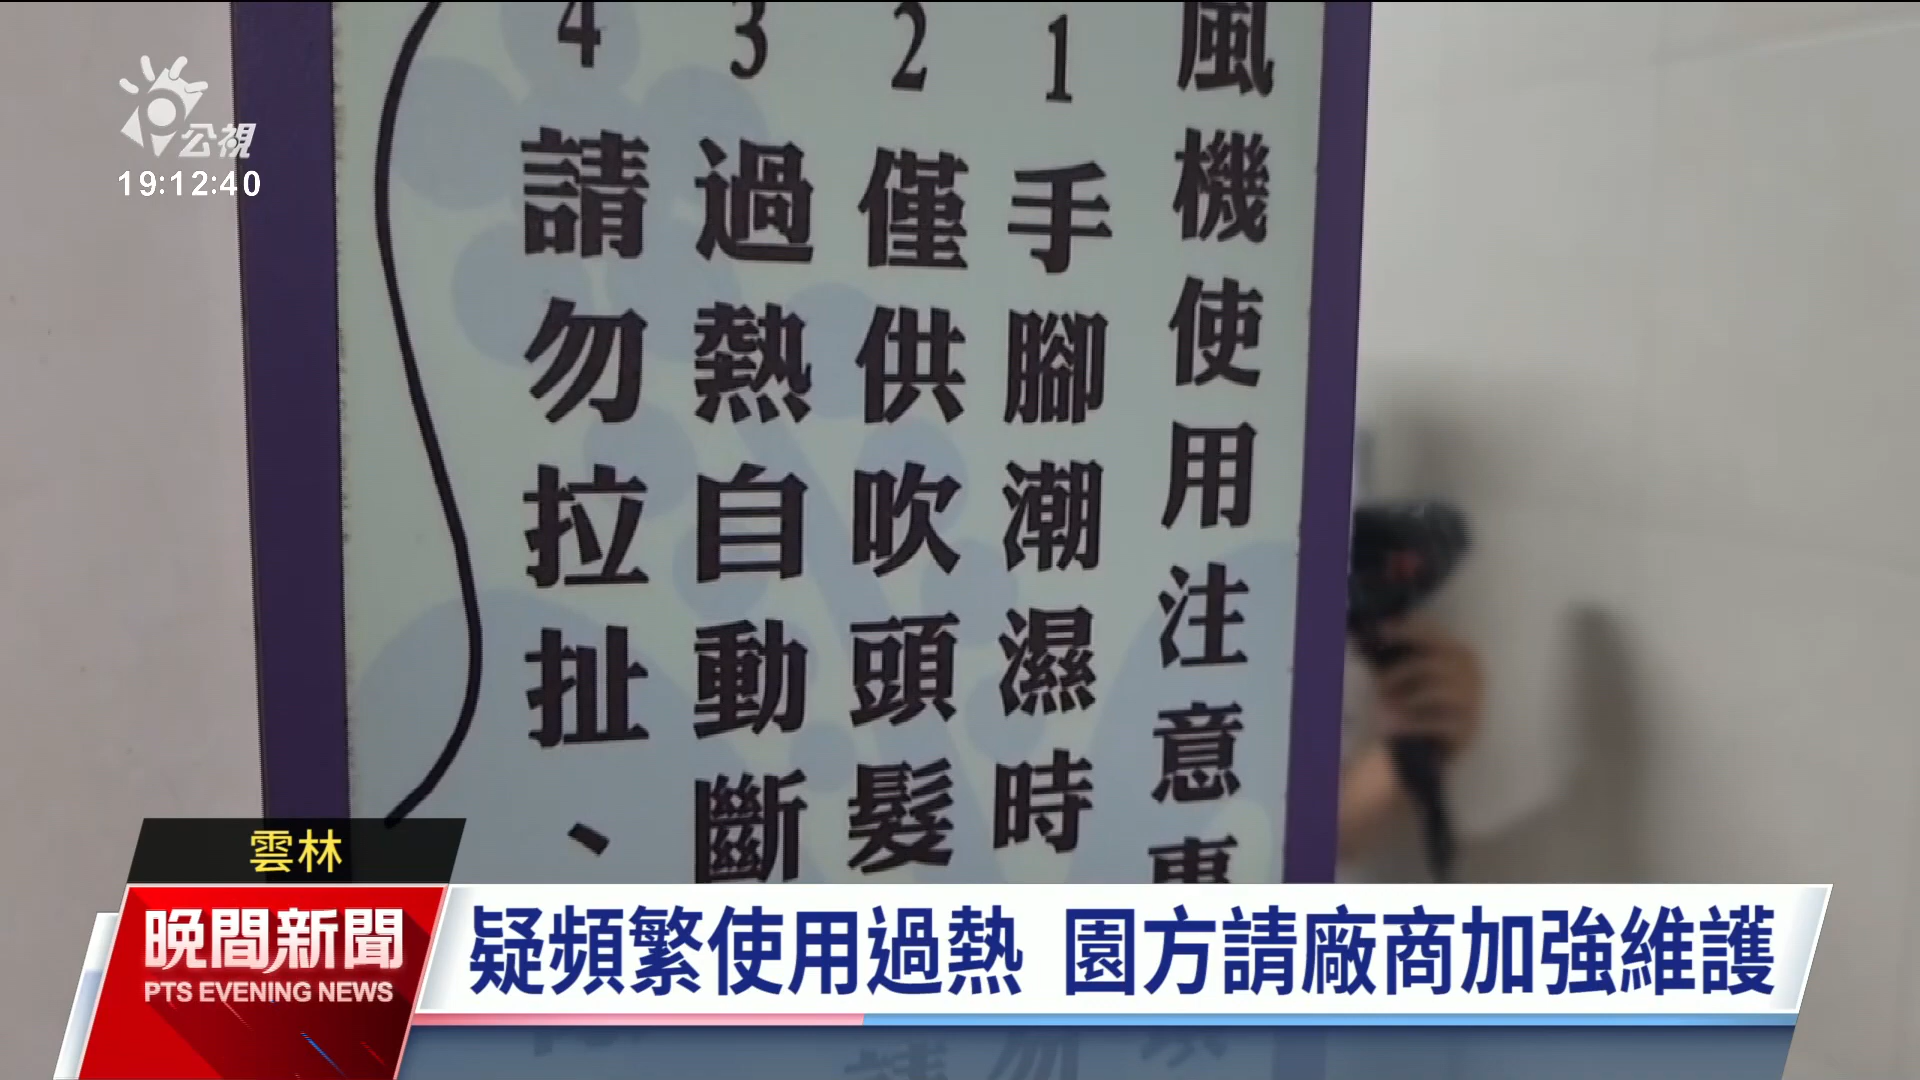 公視
19:12:40
風機使用注意事
1 手腳潮濕時
2 僅供吹頭髮
3 過熱自動斷
4 請勿拉扯、
雲林
晚間新聞
PTS EVENING NEWS
疑頻繁使用過熱 園方請廠商加強維護